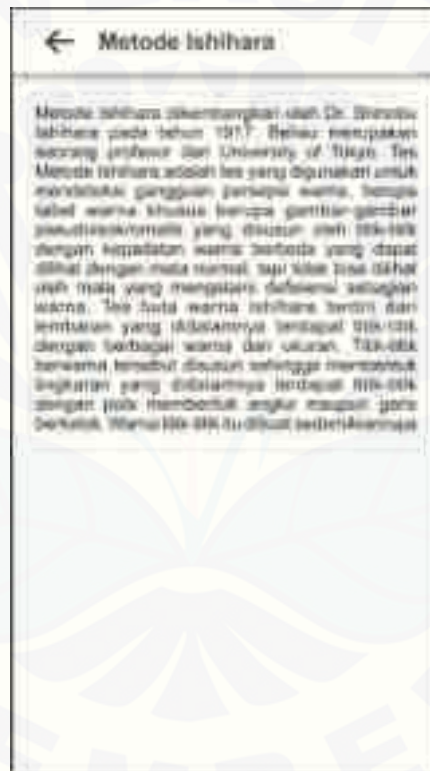 ← Metode Ishihara
Metode Ishihara dikembangkan oleh Dr. Shinobu
Ishihara pada tahun 1917. Beliau merupakan
seorang profesor dari University of Tokyo. Tes
Metode Ishihara adalah tes yang digunakan untuk
mendeteksi gangguan persepsi warna, berupa
tabel warna khusus berupa gambar-gambar
pseudoisokromatik yang disusun oleh titik-titik
dengan kepadatan warna berbeda yang dapat
dilihat dengan mata normal, tapi tidak bisa dilihat
oleh mata yang mengalami defisiensi sebagian
warna. Tes buta warna Ishihara terdiri dari
lembaran yang didalamnya terdapat titik-titik
dengan berbagai warna dan ukuran. Titik-titik
berwarna tersebut disusun sehingga membentuk
lingkaran yang didalamnya terdapat titik-titik
dengan pola membentuk angka maupun garis
berkelok. Warna titik-titik itu dibuat sedemikian rupa